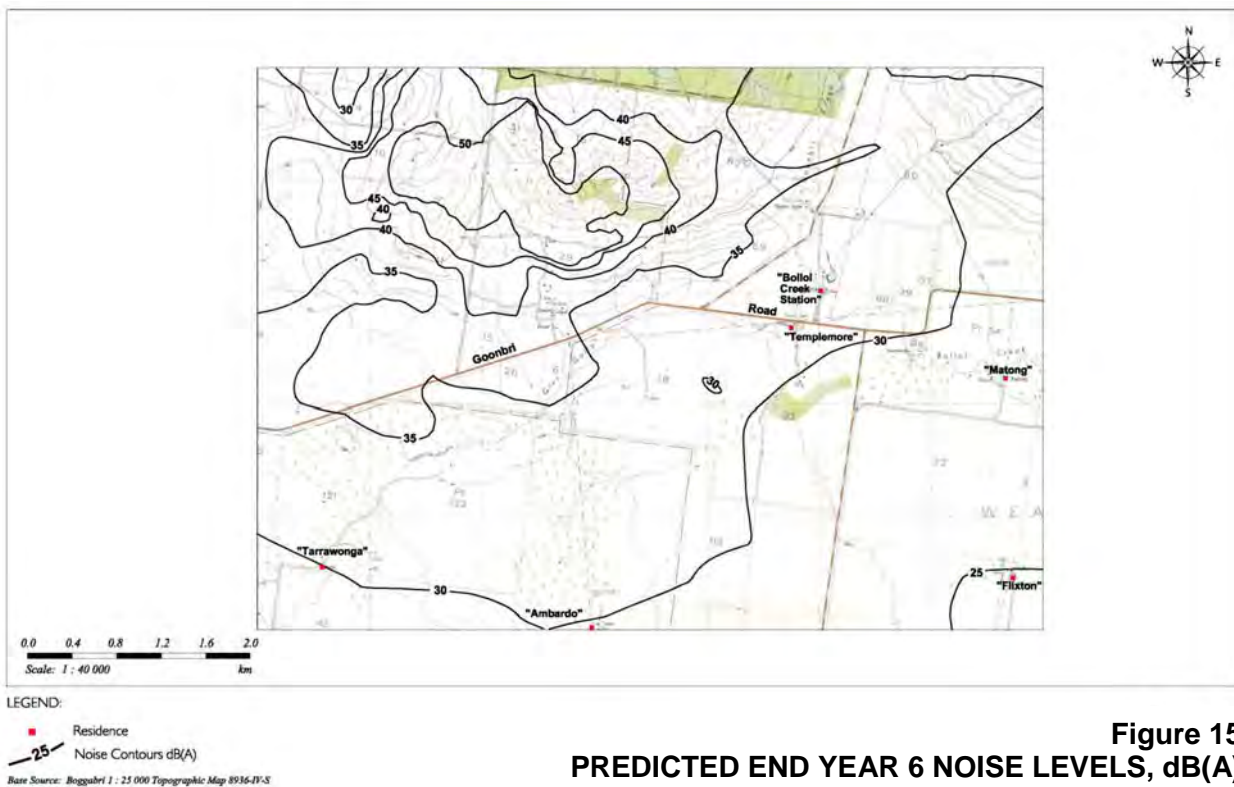 N
W E
S
30
35
50
40
45
45
40
40
40
35
35
"Bollol
Creek
Station"
Road
"Templemore"
30
Goonbri
30
"Matong"
35
W E A
"Tarrawonga"
30
"Ambardo"
25
"Flixton"
0.0 0.4 0.8 1.2 1.6 2.0
Scale: 1 : 40 000 km
LEGEND:
Residence
25 Noise Contours dB(A)
Base Source: Boggabri 1 : 25 000 Topographic Map 8936-IV-S
Figure 15
PREDICTED END YEAR 6 NOISE LEVELS, dB(A)